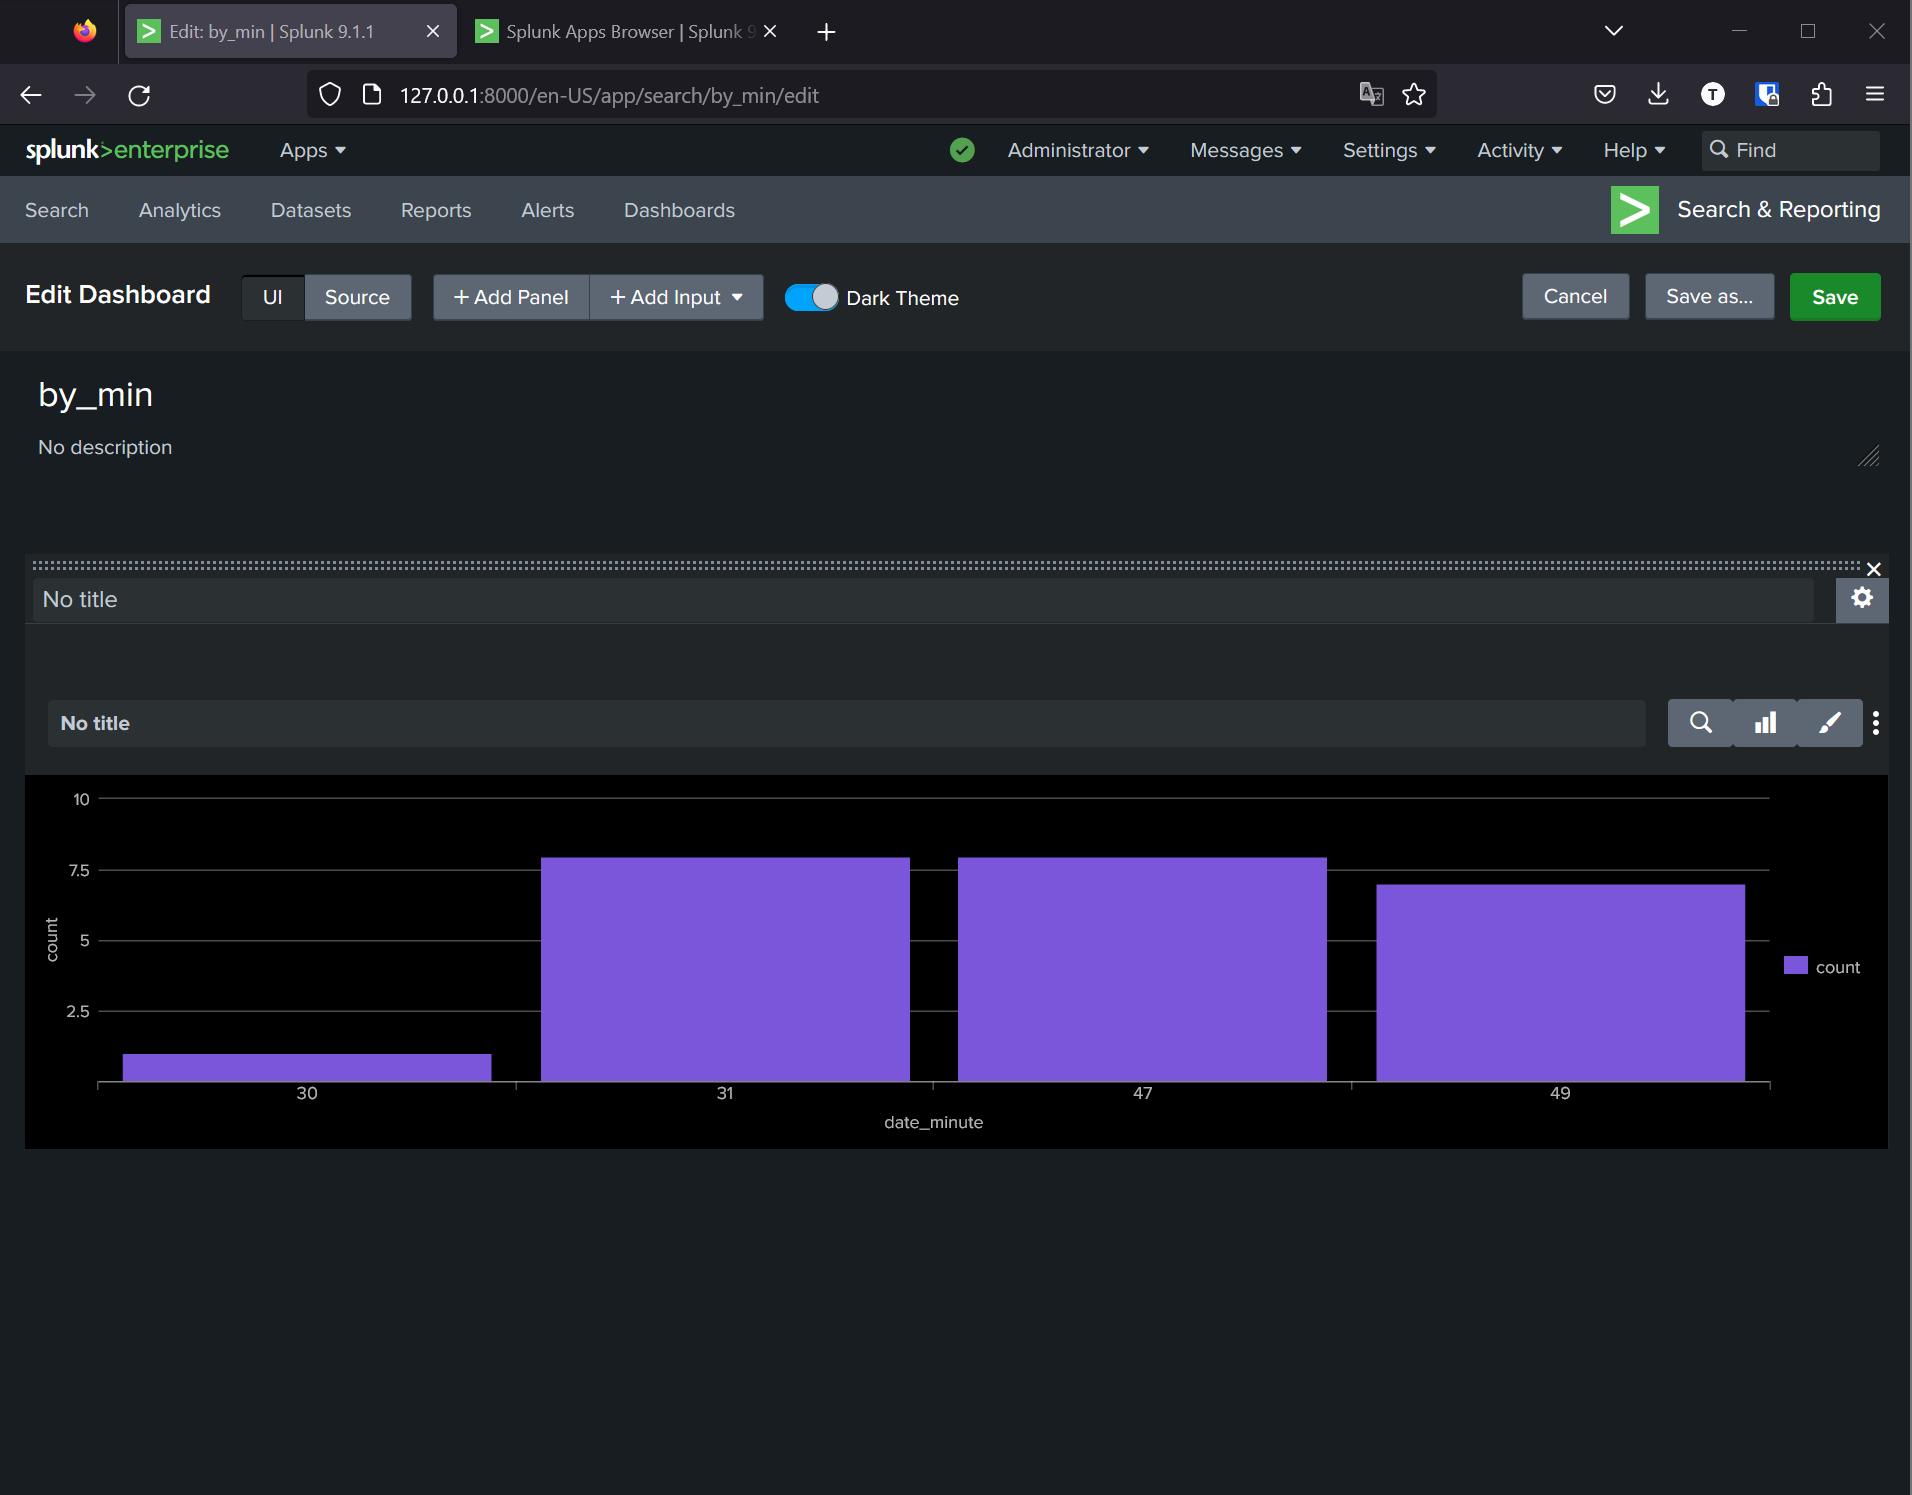 Edit: by_min | Splunk 9.1.1
Splunk Apps Browser | Splunk 9
127.0.0.1:8000/en-US/app/search/by_min/edit
T
splunk>enterprise Apps Administrator Messages Settings Activity Help Find
Search Analytics Datasets Reports Alerts Dashboards Search & Reporting
Edit Dashboard UI Source + Add Panel + Add Input Dark Theme Cancel Save as... Save
by_min
No description
No title
No title
10
7.5
5
2.5
count
30 31 47 49
date_minute
count